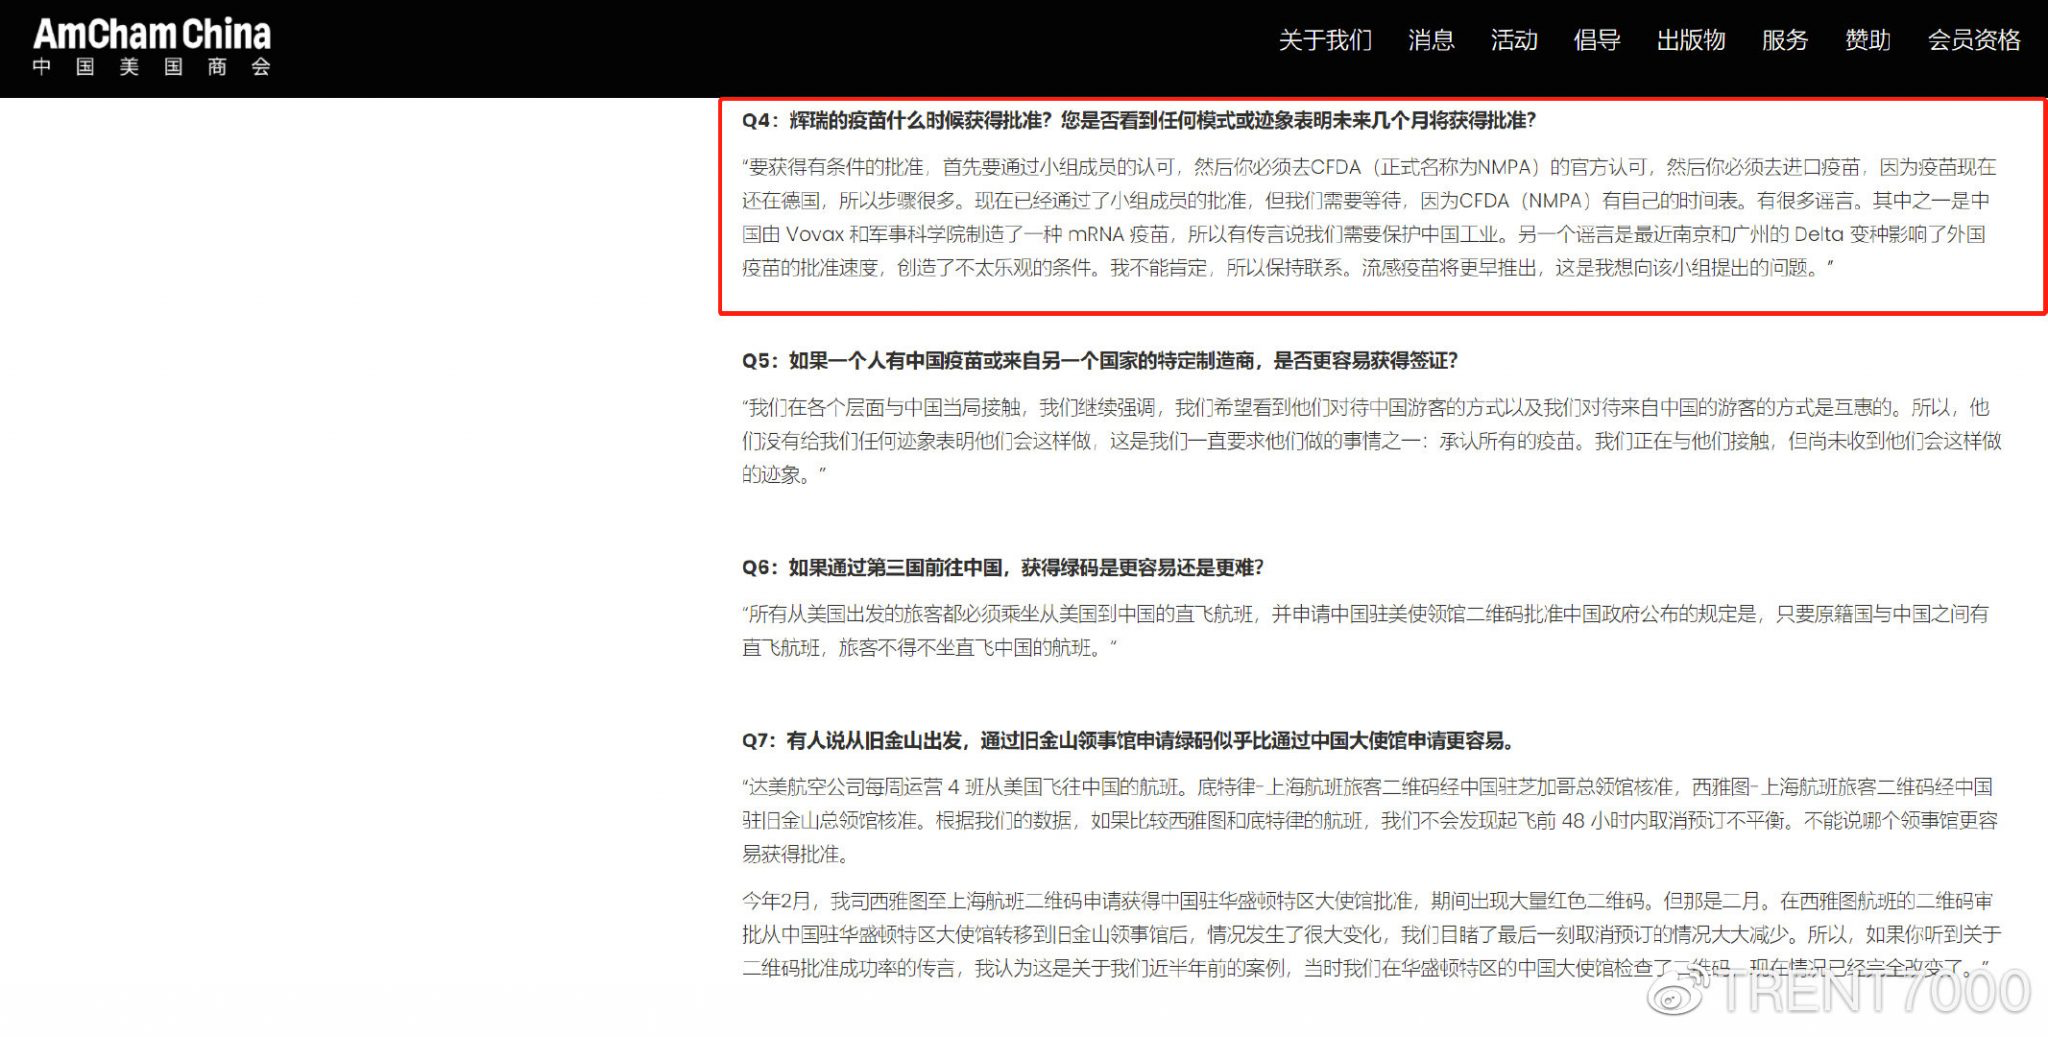 AmCham China
中国美国商会
关于我们 消息 活动 倡导 出版物 服务 赞助 会员资格
Q4：辉瑞的疫苗什么时候获得批准？您是否看到任何模式或迹象表明未来几个月将获得批准？
“要获得有条件的批准，首先要通过小组成员的认可，然后你必须去CFDA（正式名称为NMPA）的官方认可，然后你必须去进口疫苗，因为疫苗现在
还在德国，所以步骤很多。现在已经通过了小组成员的批准，但我们需要等待，因为CFDA（NMPA）有自己的时间表。有很多谣言。其中之一是中
国由 Vovax 和军事科学院制造了一种 mRNA 疫苗，所以有传言说我们需要保护中国工业。另一个谣言是最近南京和广州的 Delta 变种影响了外国
疫苗的批准速度，创造了不太乐观的条件。我不能肯定，所以保持联系。流感疫苗将更早推出，这是我想向该小组提出的问题。”
Q5：如果一个人有中国疫苗或来自另一个国家的特定制造商，是否更容易获得签证？
“我们在各个层面与中国当局接触，我们继续强调，我们希望看到他们对待中国游客的方式以及我们对待来自中国的游客的方式是互惠的。所以，他
们没有给我们任何迹象表明他们会这样做，这是我们一直要求他们做的事情之一：承认所有的疫苗。我们正在与他们接触，但尚未收到他们会这样做
的迹象。”
Q6：如果通过第三国前往中国，获得绿码是更容易还是更难？
“所有从美国出发的旅客都必须乘坐从美国到中国的直飞航班，并申请中国驻美使领馆二维码批准中国政府公布的规定是，只要原籍国与中国之间有
直飞航班，旅客不得不坐直飞中国的航班。“
Q7：有人说从旧金山出发，通过旧金山领事馆申请绿码似乎比通过中国大使馆申请更容易。
“达美航空公司每周运营 4 班从美国飞往中国的航班。底特律-上海航班旅客二维码经中国驻芝加哥总领馆核准，西雅图-上海航班旅客二维码经中国
驻旧金山总领馆核准。根据我们的数据，如果比较西雅图和底特律的航班，我们不会发现起飞前 48 小时内取消预订不平衡。不能说哪个领事馆更容
易获得批准。
今年2月，我司西雅图至上海航班二维码申请获得中国驻华盛顿特区大使馆批准，期间出现大量红色二维码。但那是二月。在西雅图航班的二维码审
批从中国驻华盛顿特区大使馆转移到旧金山领事馆后，情况发生了很大变化，我们目睹了最后一刻取消预订的情况大大减少。所以，如果你听到关于
二维码批准成功率的传言，我认为这是关于我们近半年前的案例，当时我们在华盛顿特区的中国大使馆检查了二维码。现在情况已经完全改变了。”
TRENT7000